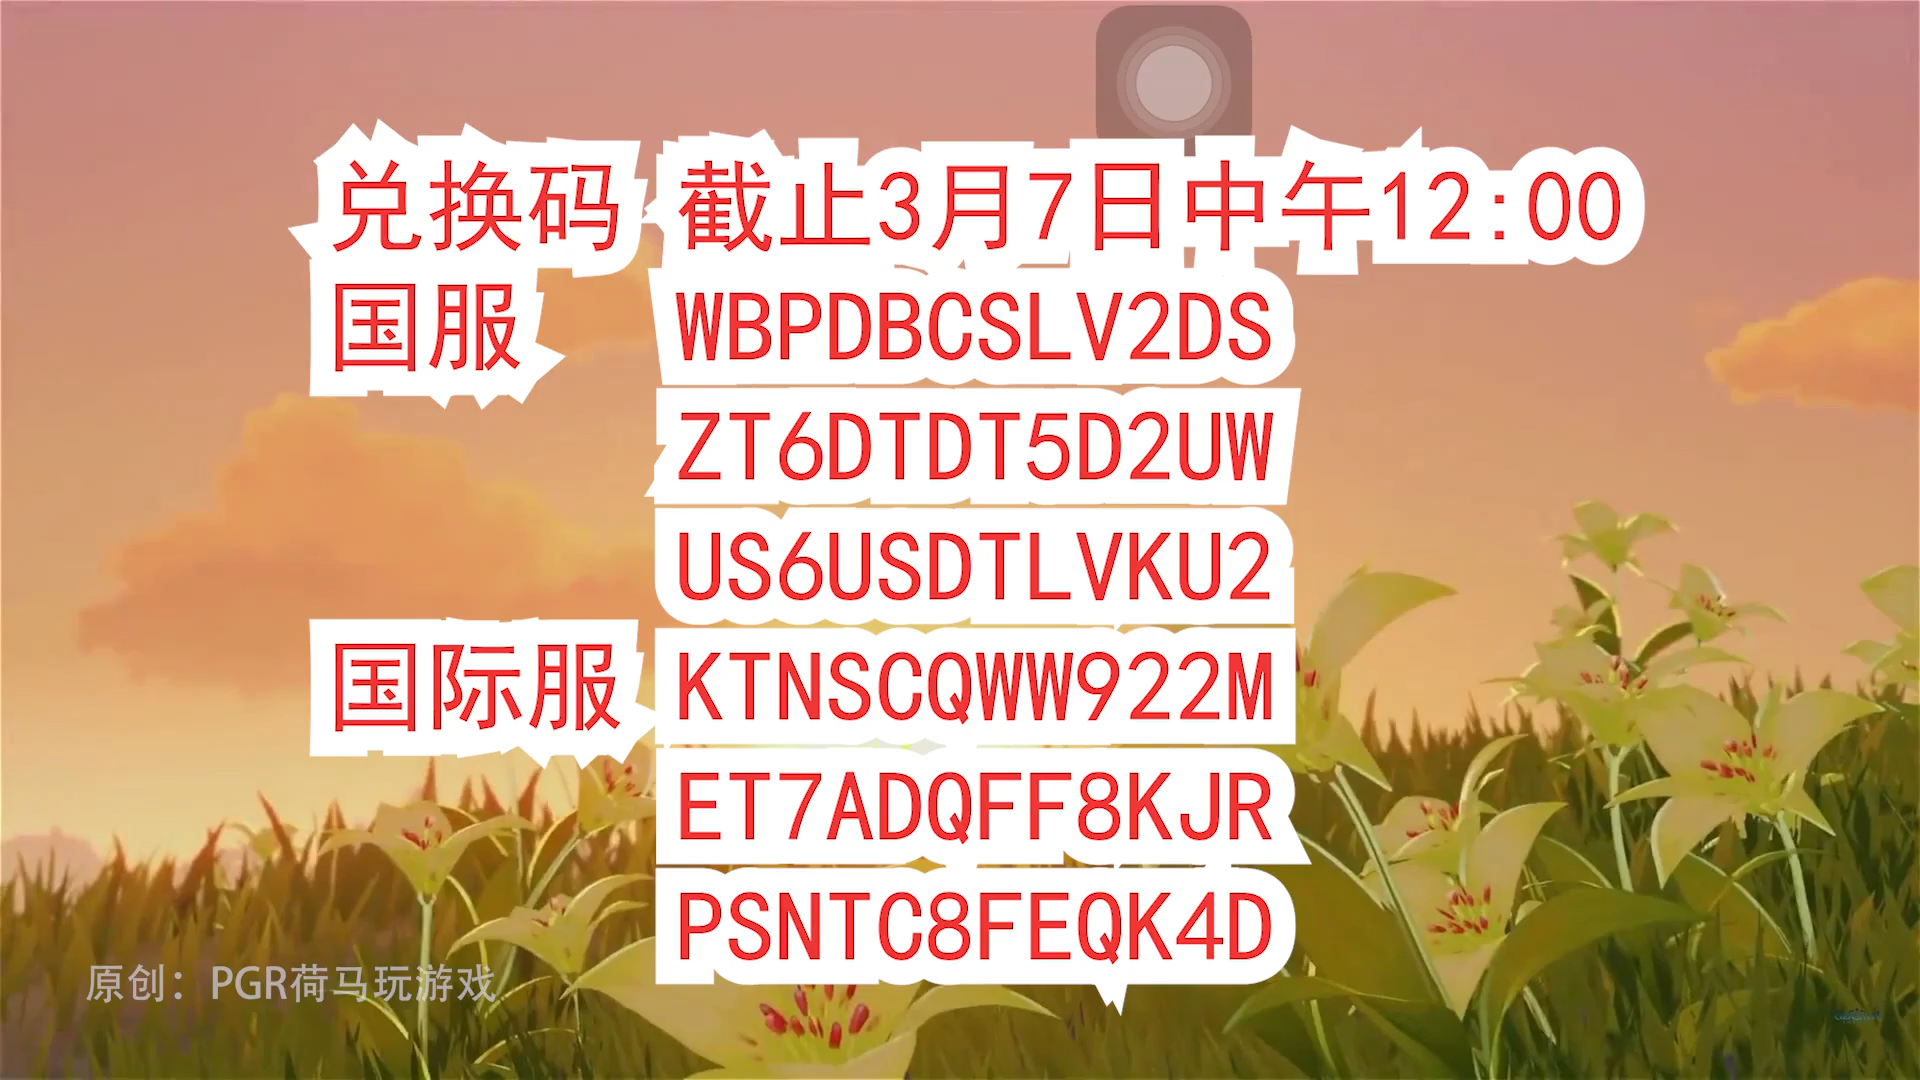 兑换码 截止3月7日中午12:00
国服 WBPDBCSLV2DS
ZT6DTDT5D2UW
US6USDTLVKU2
国际服 KTNSCQWW922M
ET7ADQFF8KJR
PSNTC8FEQK4D
原创：PGR荷马玩游戏